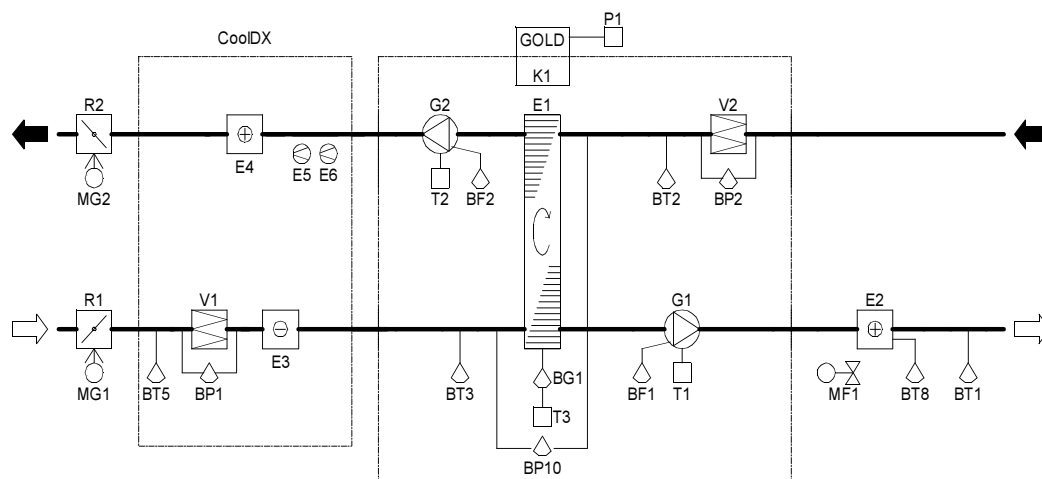 P1
CoolDX
GOLD
K1
R2
G2
E1
V2
E4
E5
E6
MG2
T2
BF2
BT2
BP2
R1
V1
G1
E2
E3
MG1
BT5
BP1
BT3
BG1
BF1
T1
MF1
BT8
BT1
T3
BP10